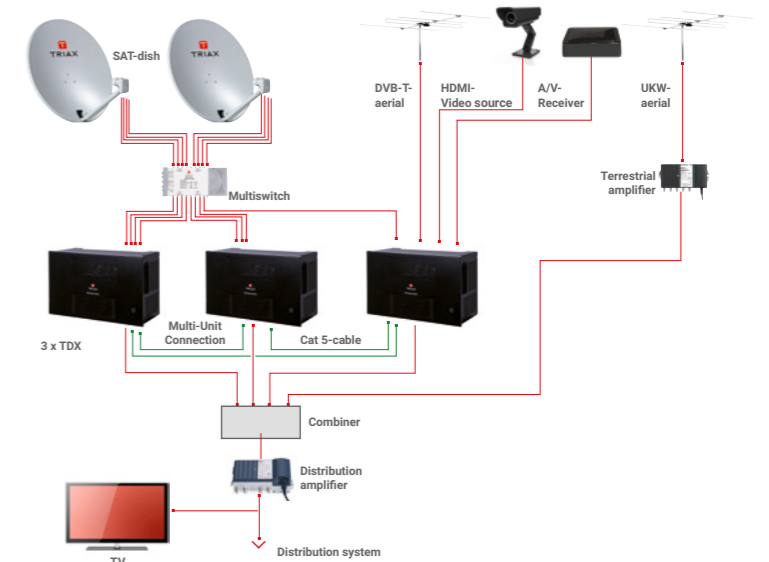 TRIAX
TRIAX
SAT-dish
DVB-T-
aerial
HDMI-
Video source
A/V-
Receiver
UKW-
aerial
Terrestrial
amplifier
Multiswitch
3 x TDX
Multi-Unit
Connection
Cat 5-cable
Combiner
Distribution
amplifier
TV
Distribution system